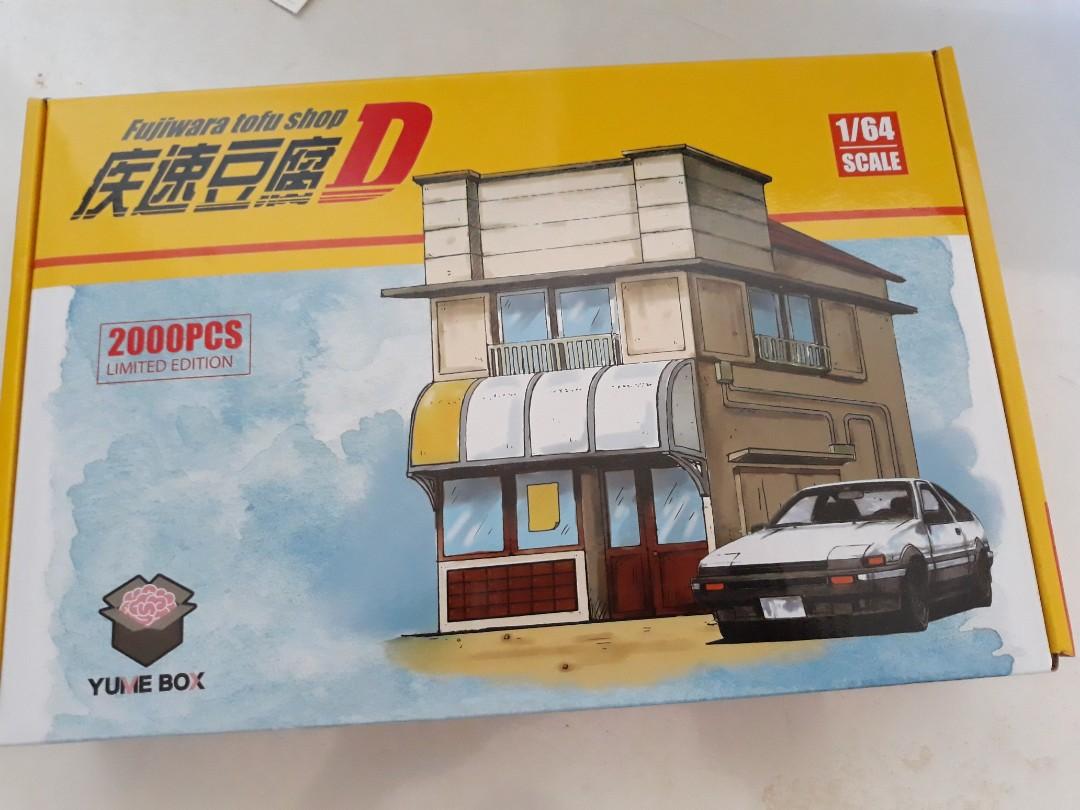 Fujiwara tofu shop
疾速豆腐D
1/64
SCALE
2000PCS
LIMITED EDITION
YUME BOX